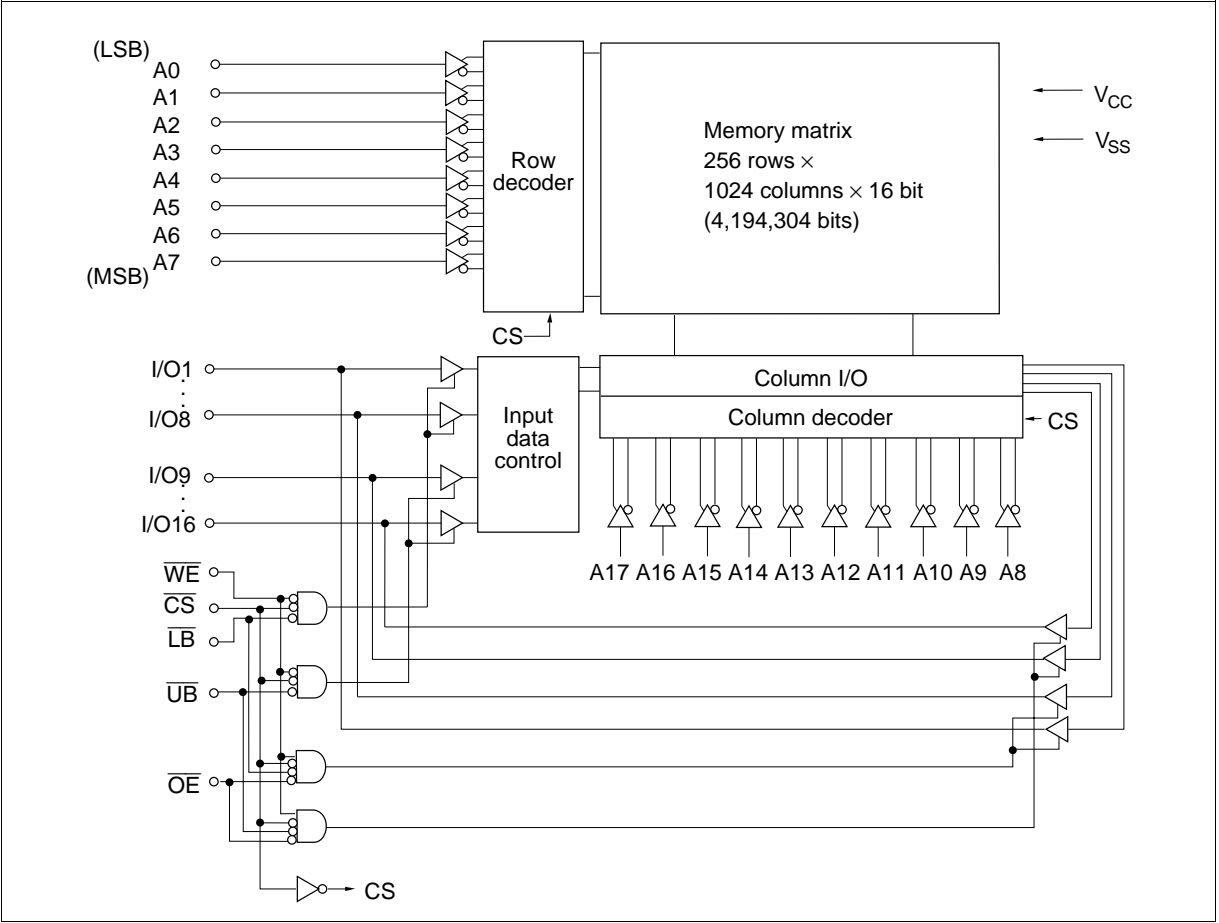 (LSB)
A0
A1
A2
A3
A4
A5
A6
A7
(MSB)
Row
decoder
Memory matrix
256 rows ×
1024 columns × 16 bit
(4,194,304 bits)
VCC
VSS
CS
I/O1
I/O8
I/O9
I/O16
Input
data
control
Column I/O
Column decoder
CS
A17 A16 A15 A14 A13 A12 A11 A10 A9 A8
WE
CS
LB
UB
OE
CS